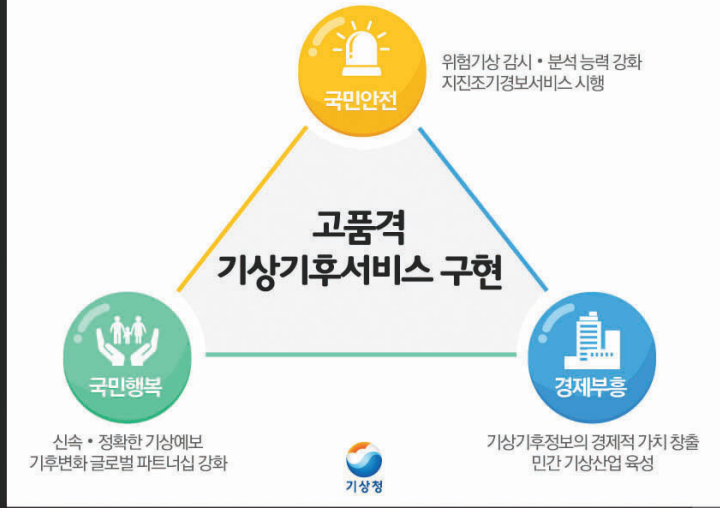 국민안전
위험기상 감시 • 분석 능력 강화
지진조기경보서비스 시행
고품격
기상기후서비스 구현
국민행복
신속 • 정확한 기상예보
기후변화 글로벌 파트너십 강화
경제부흥
기상기후정보의 경제적 가치 창출
민간 기상산업 육성
기상청